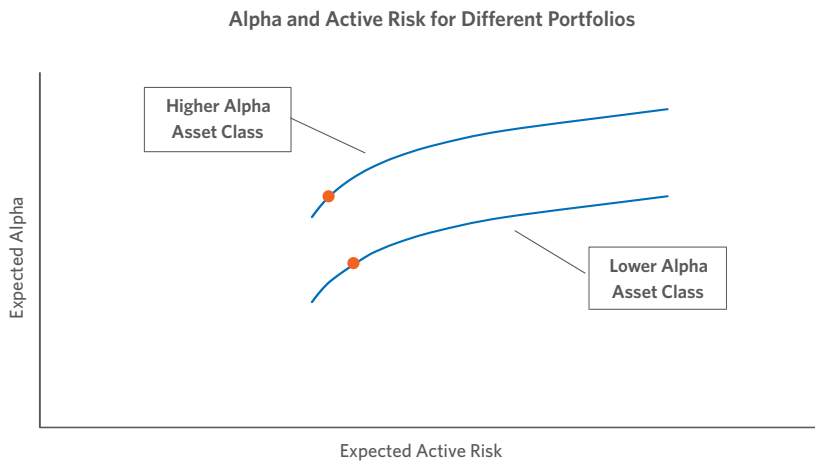 Alpha and Active Risk for Different Portfolios
Higher Alpha
Asset Class
Expected Alpha
Lower Alpha
Asset Class
Expected Active Risk